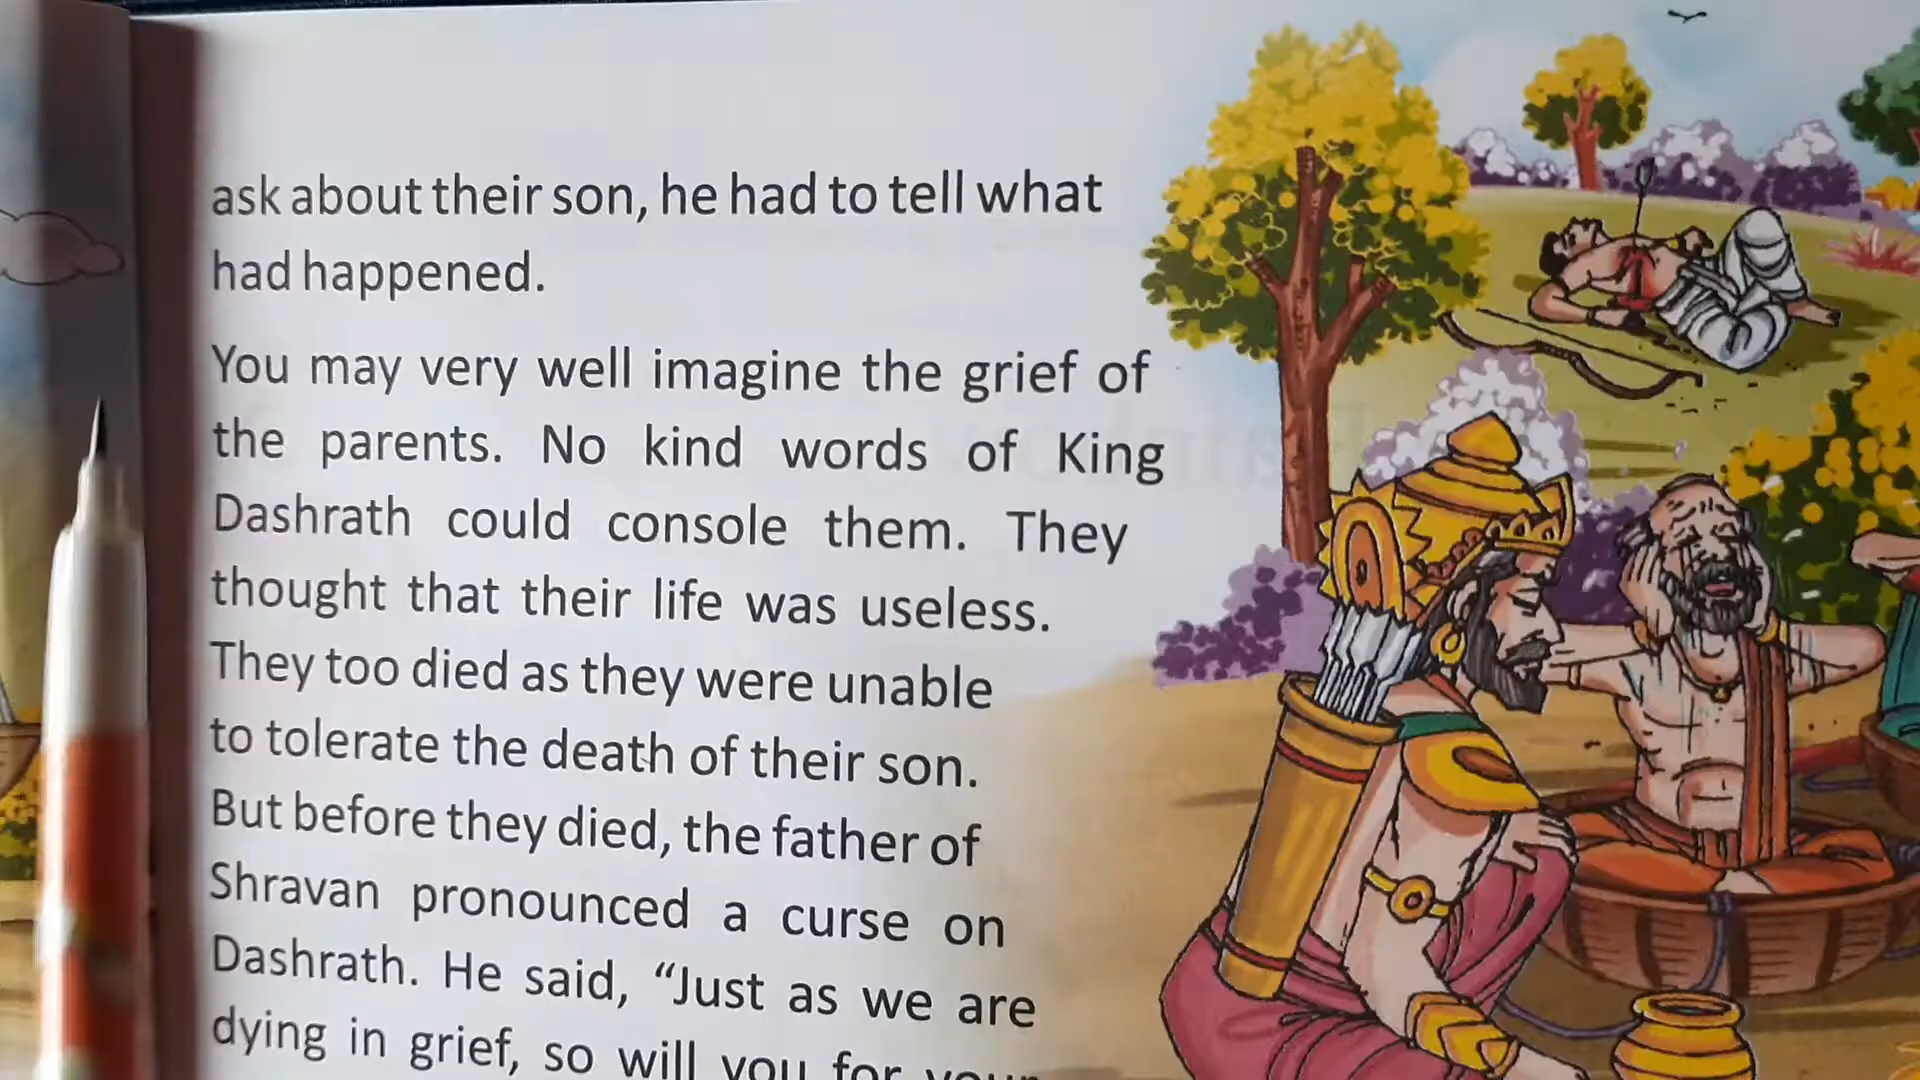 ask about their son, he had to tell what
had happened.
You may very well imagine the grief of
the parents. No kind words of King
Dashrath could console them. They
thought that their life was useless.
They too died as they were unable
to tolerate the death of their son.
But before they died, the father of
Shravan pronounced a curse on
Dashrath. He said, “Just as we are
dying in grief, so will you for your